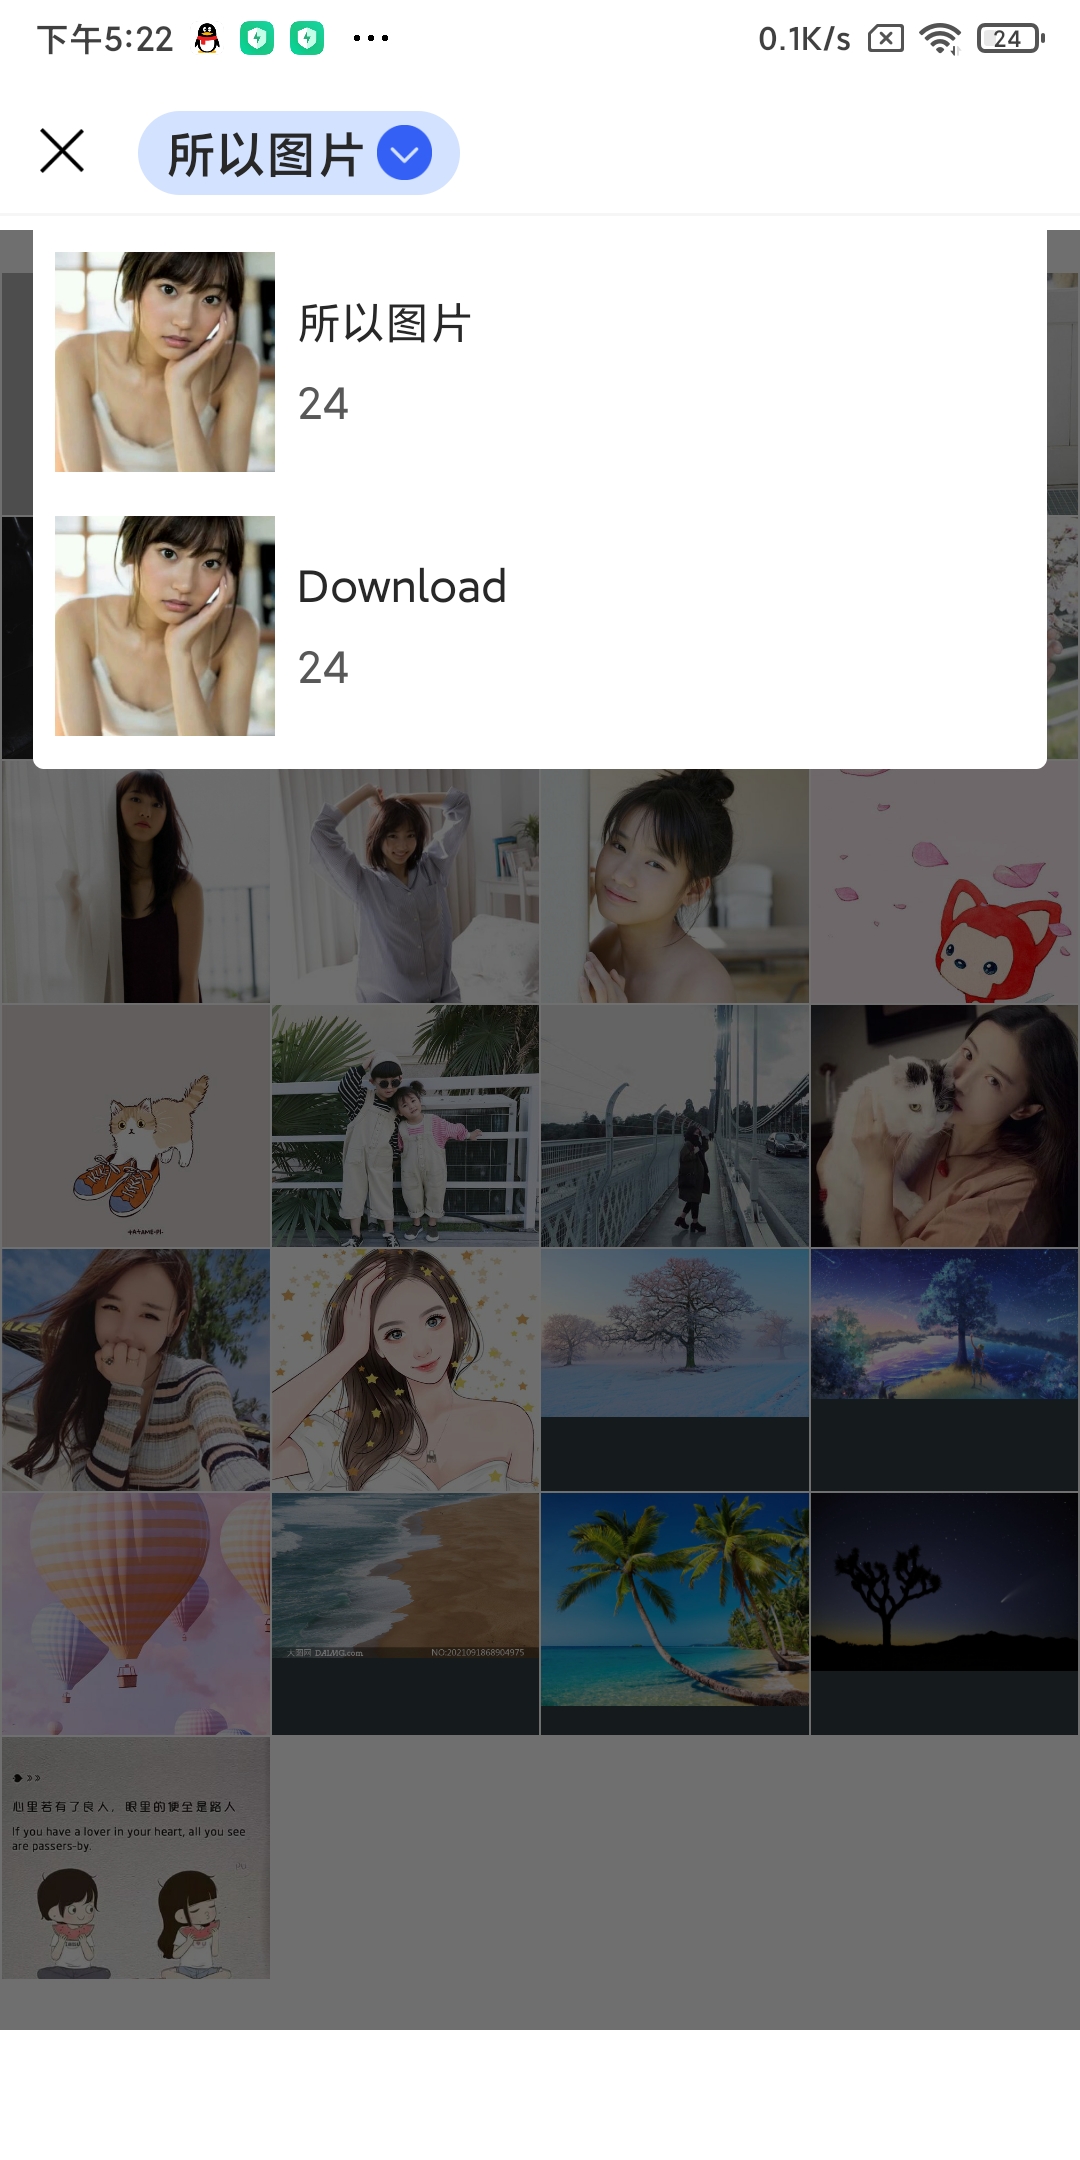 下午5:22
0.1K/s
24
所以图片
所以图片
24
Download
24
大图网 DAIMG.com
NO:2021091868904975
心里若有了良人，眼里的便全是路人
If you have a lover in your heart, all you see
are passers-by.